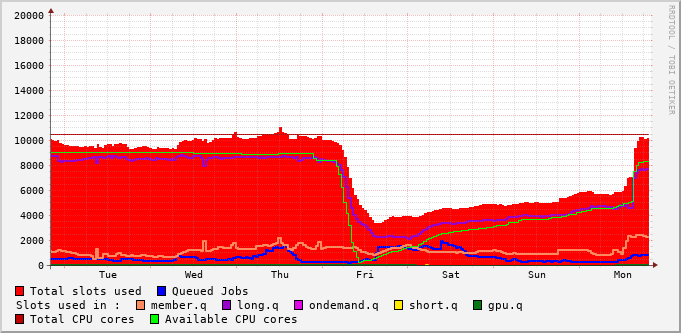 20000
18000
16000
14000
12000
10000
8000
6000
4000
2000
0
Tue Wed Thu Fri Sat Sun Mon
Total slots used Queued Jobs
Slots used in : member.q long.q ondemand.q short.q gpu.q
Total CPU cores Available CPU cores
RRDTOOL / TOBI OETIKER